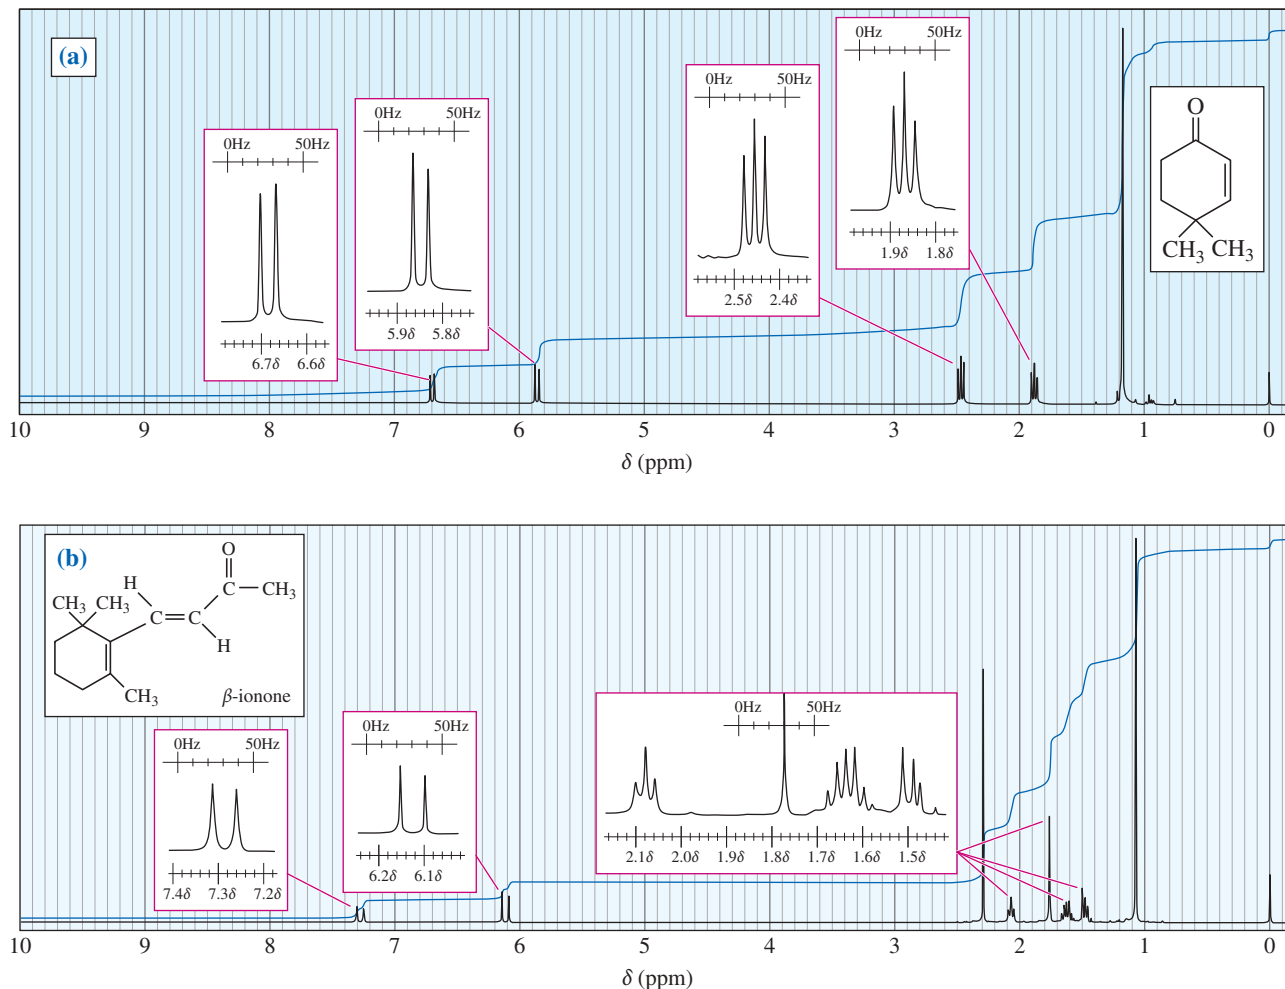 (a)
0Hz 50Hz
6.7δ 6.6δ
0Hz 50Hz
5.9δ 5.8δ
0Hz 50Hz
2.5δ 2.4δ
0Hz 50Hz
1.9δ 1.8δ
O
CH3 CH3
10 9 8 7 6 5 4 3 2 1 0
δ (ppm)
(b)
O
H C CH3
CH3 CH3 C=C
H
CH3 β-ionone
0Hz 50Hz
7.4δ 7.3δ 7.2δ
0Hz 50Hz
6.2δ 6.1δ
0Hz 50Hz
2.1δ 2.0δ 1.9δ 1.8δ 1.7δ 1.6δ 1.5δ
10 9 8 7 6 5 4 3 2 1 0
δ (ppm)